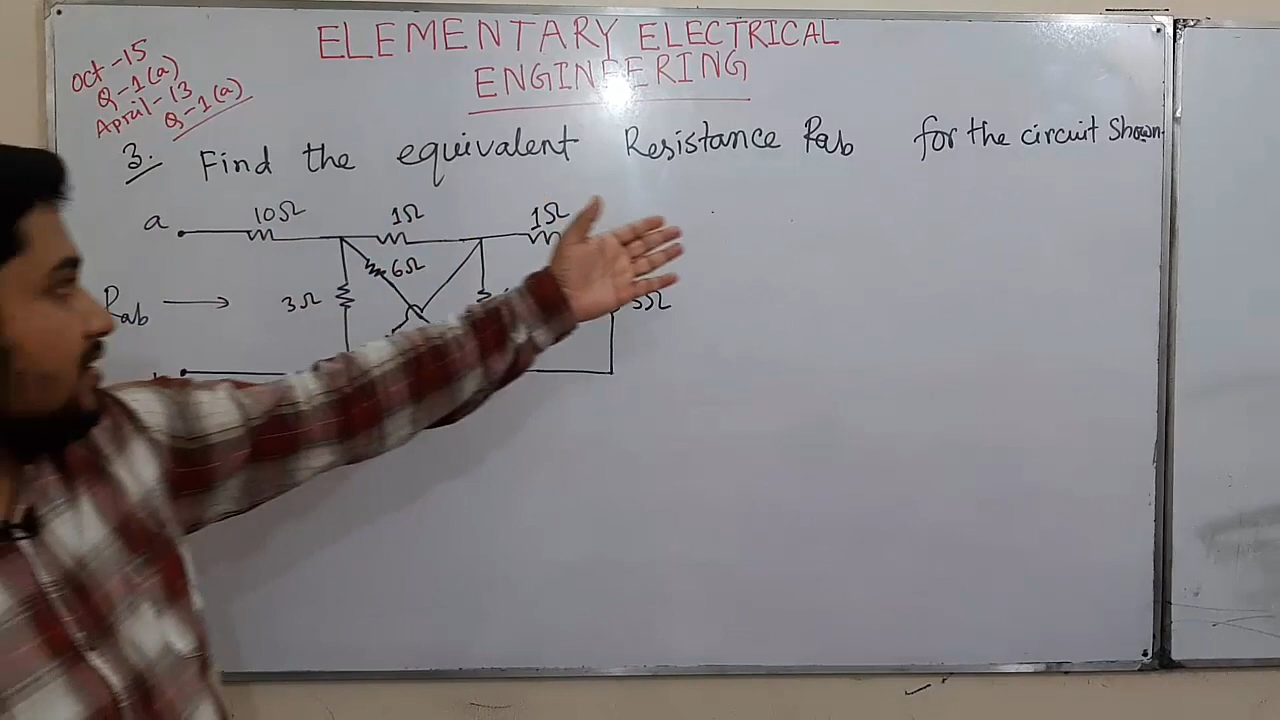 ELEMENTARY ELECTRICAL
ENGINEERING
Oct-15
Q-1(a)
April-13
Q-1(a)
3. Find the equivalent Resistance Rab for the circuit Shown
a 10Ω 1Ω 1Ω
6Ω
3Ω
Rab